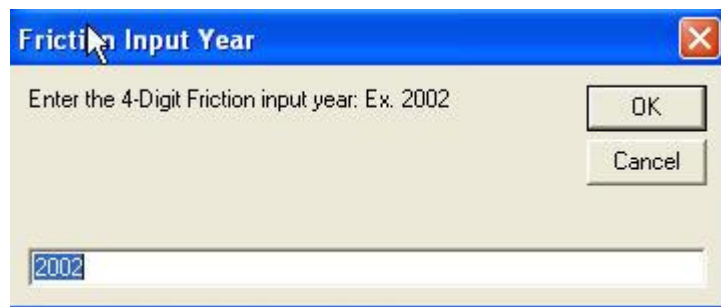 Friction Input Year
Enter the 4-Digit Friction input year: Ex. 2002
OK
Cancel
2002